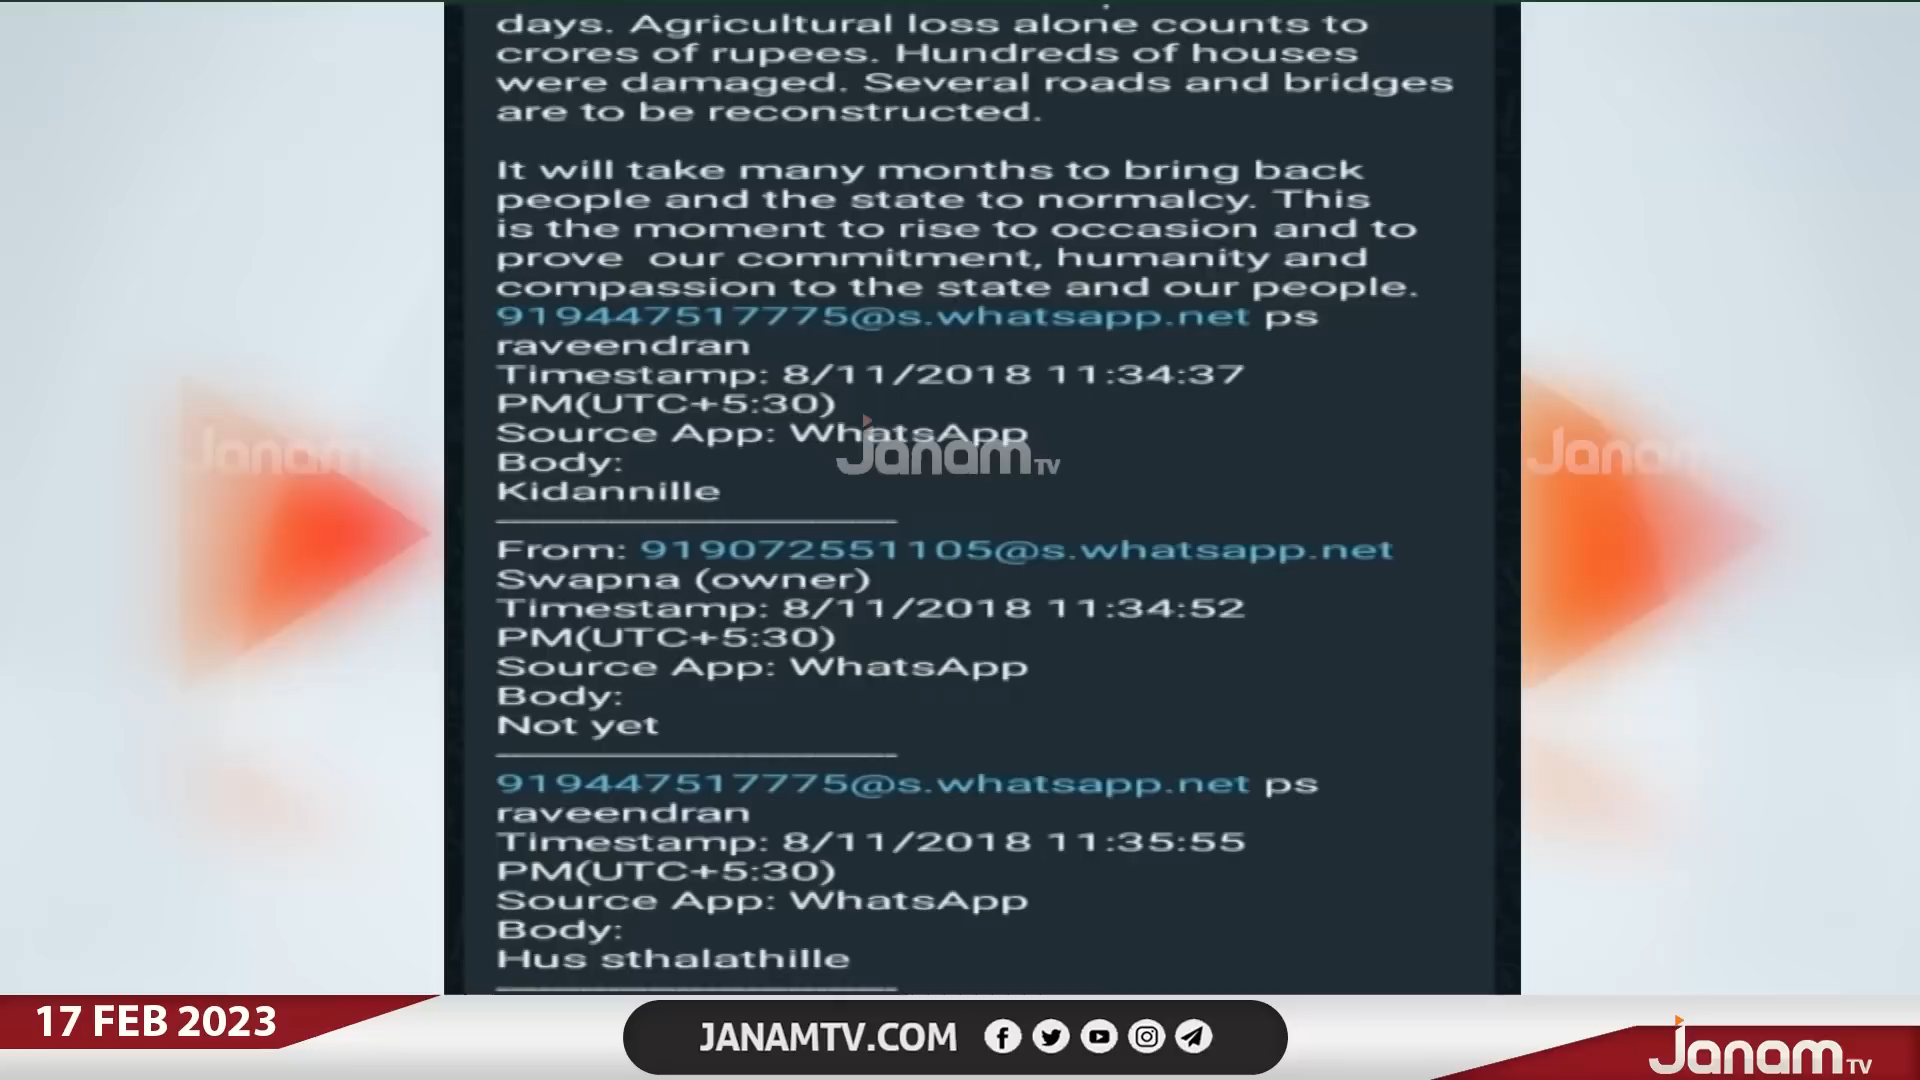 days. Agricultural loss alone counts to
crores of rupees. Hundreds of houses
were damaged. Several roads and bridges
are to be reconstructed.
It will take many months to bring back
people and the state to normalcy. This
is the moment to rise to occasion and to
prove  our commitment, humanity and
compassion to the state and our people.
919447517775@s.whatsapp.net ps
raveendran
Timestamp: 8/11/2018 11:34:37
PM(UTC+5:30)
Source App: WhatsApp
Body:
Kidannille
From: 919072551105@s.whatsapp.net
Swapna (owner)
Timestamp: 8/11/2018 11:34:52
PM(UTC+5:30)
Source App: WhatsApp
Body:
Not yet
919447517775@s.whatsapp.net ps
raveendran
Timestamp: 8/11/2018 11:35:55
PM(UTC+5:30)
Source App: WhatsApp
Body:
Hus sthalathille
Janam TV
Janam
Janam
17 FEB 2023
JANAMTV.COM
Janam TV